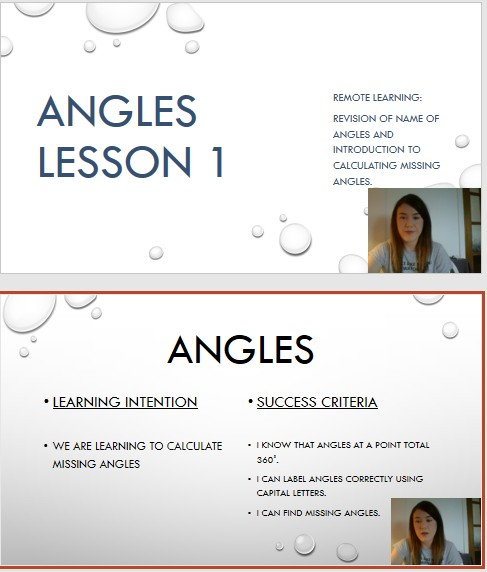 ANGLES
LESSON 1
REMOTE LEARNING:
REVISION OF NAME OF
ANGLES AND
INTRODUCTION TO
CALCULATING MISSING
ANGLES.
ANGLES
• LEARNING INTENTION
• WE ARE LEARNING TO CALCULATE
MISSING ANGLES
• SUCCESS CRITERIA
• I KNOW THAT ANGLES AT A POINT TOTAL
360°.
• I CAN LABEL ANGLES CORRECTLY USING
CAPITAL LETTERS.
• I CAN FIND MISSING ANGLES.